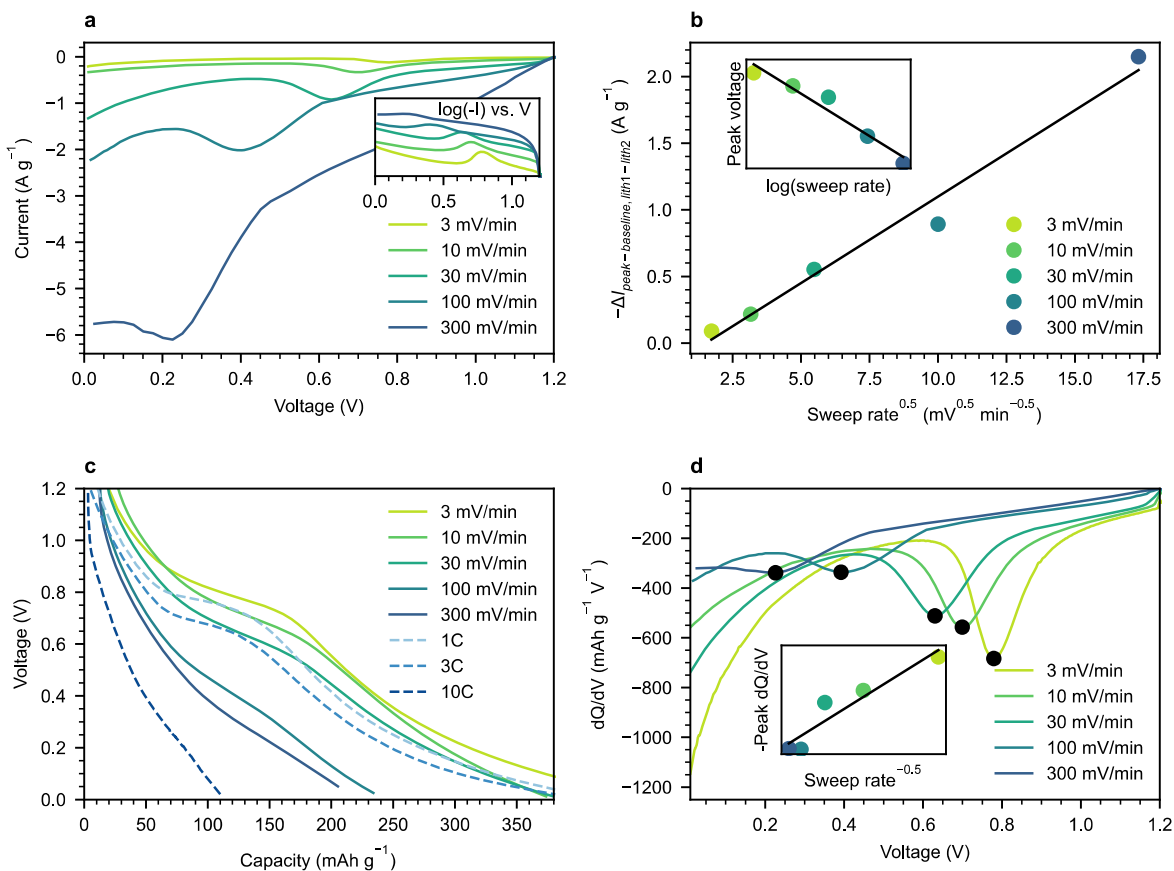 a
0
−1
−2
−3
−4
−5
−6
Current (A g⁻¹)
0.0
0.2
0.4
0.6
0.8
1.0
1.2
Voltage (V)
log(-I) vs. V
0.0
0.5
1.0
3 mV/min
10 mV/min
30 mV/min
100 mV/min
300 mV/min
b
2.0
1.5
1.0
0.5
0.0
-ΔI peak−baseline, lith1−lith2 (A g⁻¹)
Peak voltage
log(sweep rate)
3 mV/min
10 mV/min
30 mV/min
100 mV/min
300 mV/min
2.5
5.0
7.5
10.0
12.5
15.0
17.5
Sweep rate⁰·⁵ (mV⁰·⁵ min⁻⁰·⁵)
c
1.2
1.0
0.8
0.6
0.4
0.2
0.0
Voltage (V)
3 mV/min
10 mV/min
30 mV/min
100 mV/min
300 mV/min
1C
3C
10C
0
50
100
150
200
250
300
350
Capacity (mAh g⁻¹)
d
0
−200
−400
−600
−800
−1000
−1200
dQ/dV (mAh g⁻¹ V⁻¹)
-Peak dQ/dV
Sweep rate⁻⁰·⁵
3 mV/min
10 mV/min
30 mV/min
100 mV/min
300 mV/min
0.2
0.4
0.6
0.8
1.0
1.2
Voltage (V)